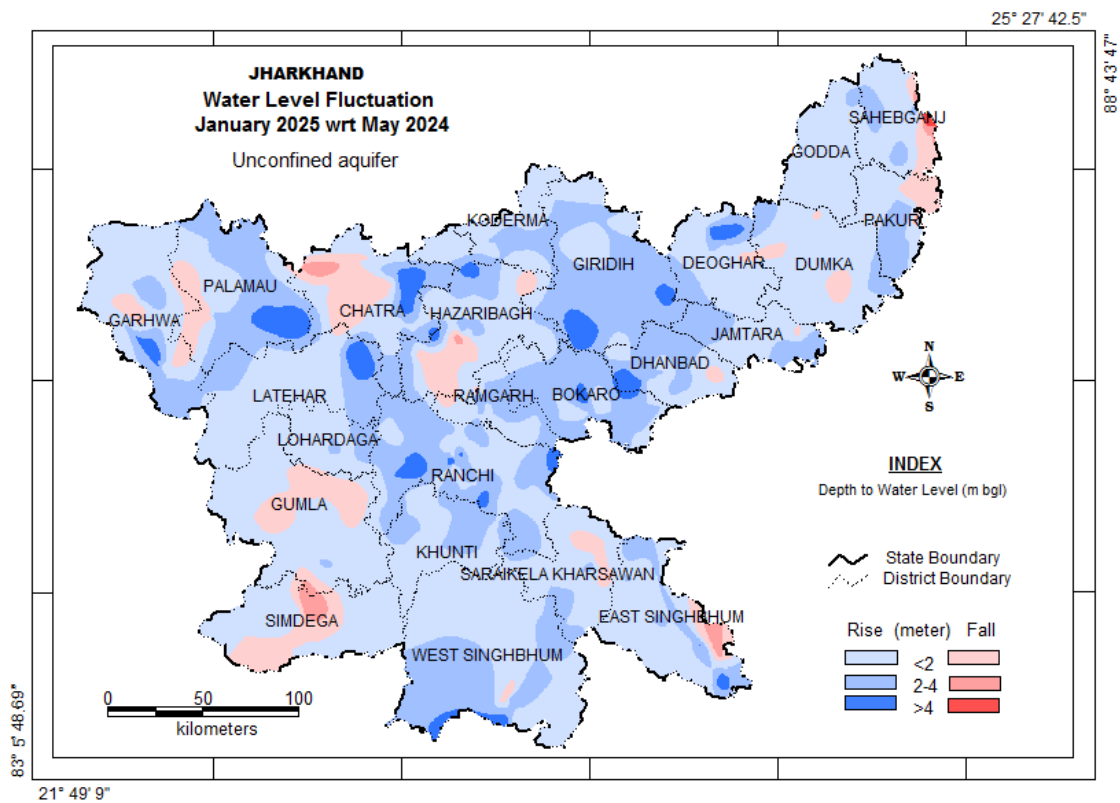 25° 27' 42.5"
88° 43' 47"
JHARKHAND
Water Level Fluctuation
January 2025 wrt May 2024
Unconfined aquifer
SAHEBGANJ
GODDA
KODERMA
PAKUR
GIRIDIH
DEOGHAR
DUMKA
PALAMAU
CHATRA
HAZARIBAGH
GARHWA
JAMTARA
DHANBAD
LATEHAR
RAMGARH
BOKARO
LOHARDAGA
RANCHI
GUMLA
KHUNTI
SARAIKELA KHARSAWAN
SIMDEGA
EAST SINGHBHUM
WEST SINGHBHUM
N
W
E
S
INDEX
Depth to Water Level (m bgl)
State Boundary
District Boundary
Rise (meter) Fall
<2
2-4
>4
0 50 100
kilometers
83° 5' 48.69"
21° 49' 9"